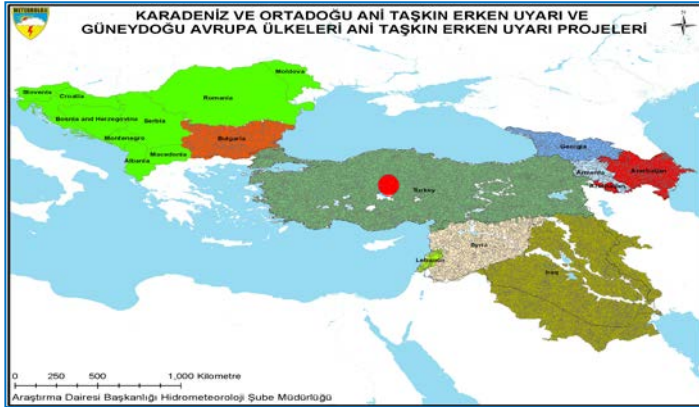 METEOROLOJİ
KARADENİZ VE ORTADOĞU ANİ TAŞKIN ERKEN UYARI VE
GÜNEYDOĞU AVRUPA ÜLKELERİ ANİ TAŞKIN ERKEN UYARI PROJELERİ
Moldova
Slovenia
Croatia
Romania
Bosnia and Herzegovina
Serbia
Montenegro
Bulgaria
Macedonia
Albania
Georgia
Armenia
Azerbaijan
Azerbaijan
Turkey
Syria
Lebanon
Iraq
0 250 500 1,000 Kilometre
Araştırma Dairesi Başkanlığı Hidrometeoroloji Şube Müdürlüğü